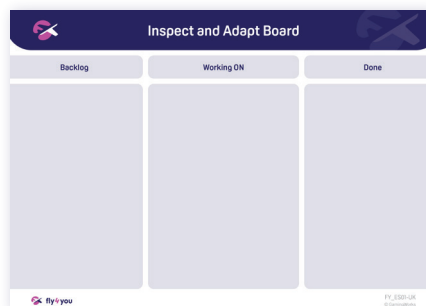 Inspect and Adapt Board
Backlog
Working ON
Done
fly4you
FY_ES01-UK